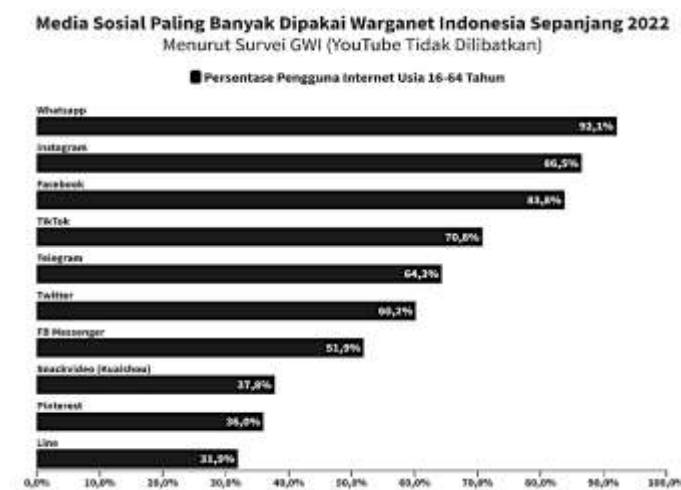 Media Sosial Paling Banyak Dipakai Warganet Indonesia Sepanjang 2022
Menurut Survei GWI (YouTube Tidak Dilibatkan)
Persentase Pengguna Internet Usia 16-64 Tahun
Whatsapp
92,1%
Instagram
86,5%
Facebook
83,8%
TikTok
70,8%
Telegram
64,3%
Twitter
60,2%
FB Messenger
51,9%
Snackvideo (Kuaishou)
37,8%
Pinterest
36,0%
Line
31,9%
0,0% 10,0% 20,0% 30,0% 40,0% 50,0% 60,0% 70,0% 80,0% 90,0% 100,0%